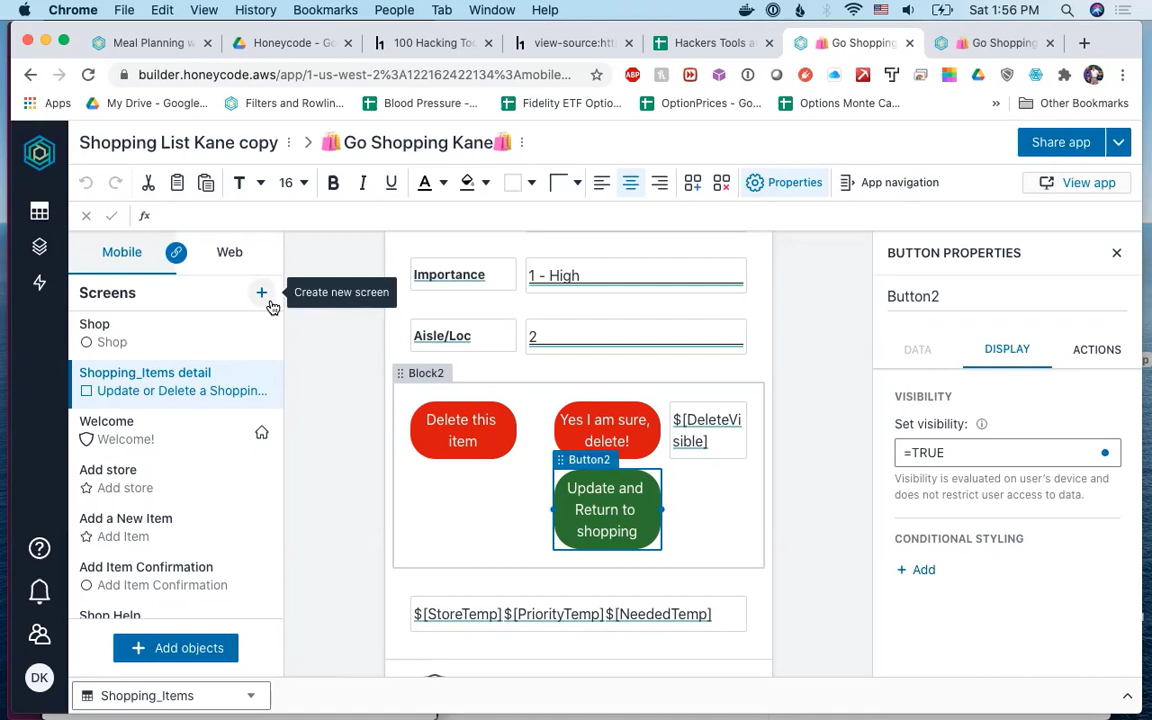 Chrome File Edit View History Bookmarks People Tab Window Help Sat 1:56 PM
Meal Planning w Honeycode - Go 100 Hacking Too view-source:htt Hackers Tools a Go Shopping Go Shopping
builder.honeycode.aws/app/1-us-west-2%3A122162422134%3Amobile... ABP
Apps My Drive - Google... Filters and Rowlin... Blood Pressure -... Fidelity ETF Optio... OptionPrices - Go... Options Monte Ca... » Other Bookmarks
Shopping List Kane copy > 🛍️Go Shopping Kane🛍️ Share app
T 16 B I U A Properties App navigation View app
fx
Mobile Web
Screens
Create new screen
Shop
Shop
Shopping_Items detail
Update or Delete a Shoppin...
Welcome
Welcome!
Add store
Add store
Add a New Item
Add Item
Add Item Confirmation
Add Item Confirmation
Shop Help
+ Add objects
Shopping_Items
DK
Importance 1 - High
Aisle/Loc 2
Block2
Delete this
item
Yes I am sure,
delete!
$[DeleteVi
sible]
Button2
Update and
Return to
shopping
$[StoreTemp]$[PriorityTemp]$[NeededTemp]
BUTTON PROPERTIES
Button2
DATA DISPLAY ACTIONS
VISIBILITY
Set visibility:
=TRUE
Visibility is evaluated on user's device and
does not restrict user access to data.
CONDITIONAL STYLING
+ Add